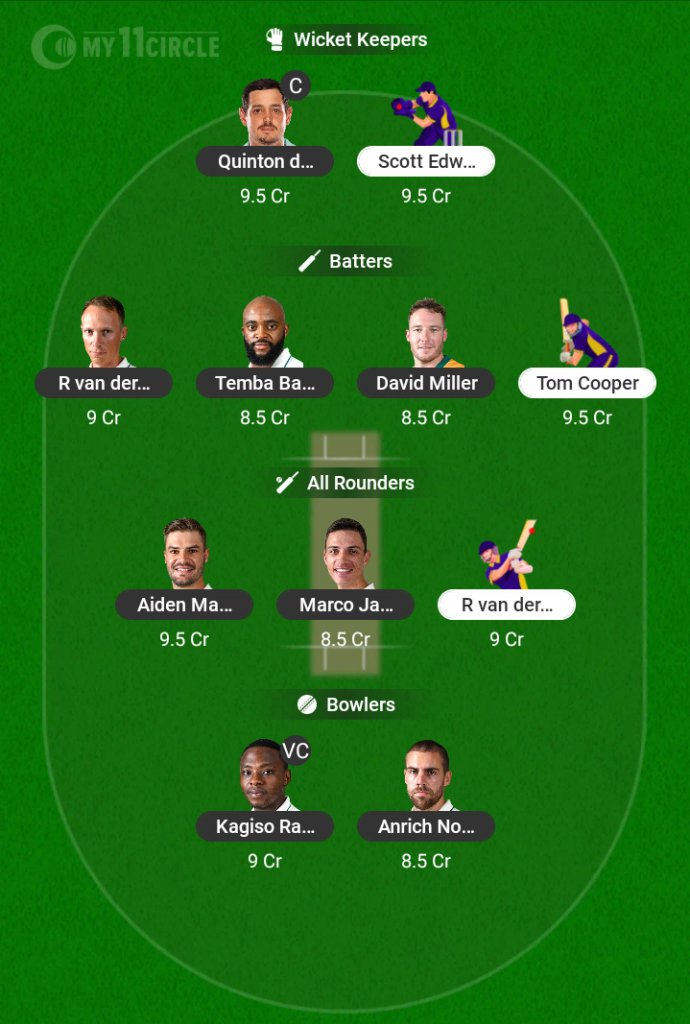 MY11CIRCLE
Wicket Keepers
C
Quinton d...
Scott Edw...
9.5 Cr
9.5 Cr
Batters
R van der...
Temba Ba...
David Miller
Tom Cooper
9 Cr
8.5 Cr
8.5 Cr
9.5 Cr
All Rounders
Aiden Ma...
Marco Ja...
R van der...
9.5 Cr
8.5 Cr
9 Cr
Bowlers
VC
Kagiso Ra...
Anrich No...
9 Cr
8.5 Cr